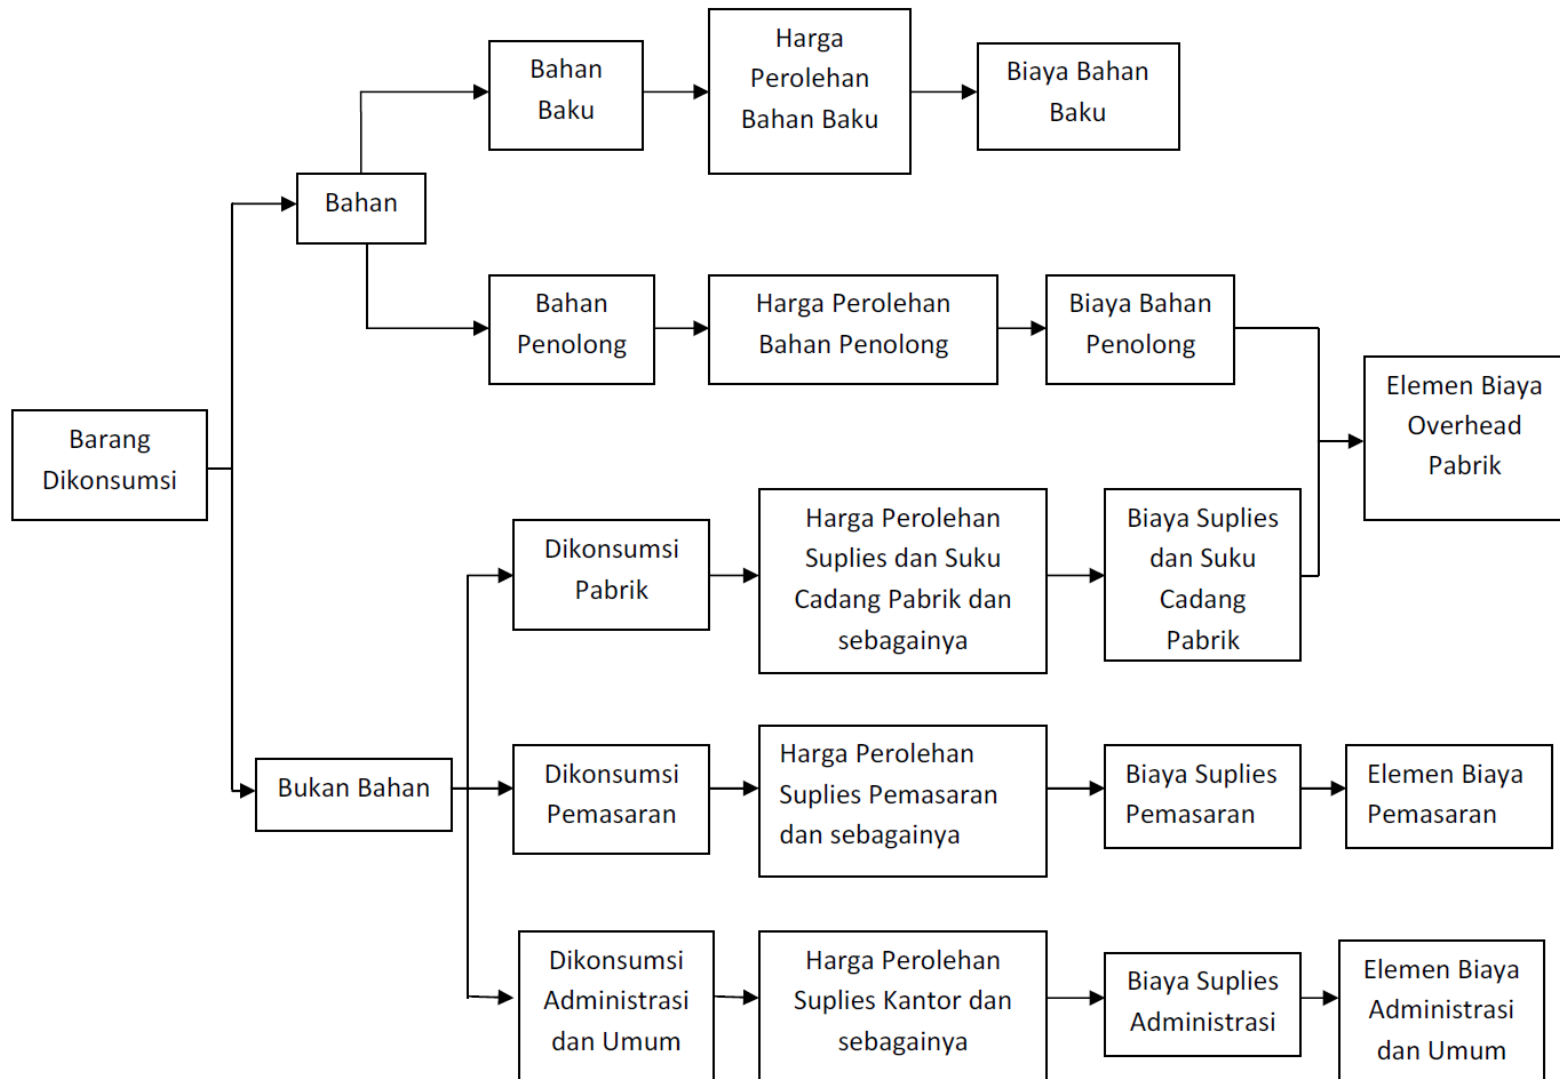 Bahan
Baku
Harga
Perolehan
Bahan Baku
Biaya Bahan
Baku
Bahan
Bahan
Penolong
Harga Perolehan
Bahan Penolong
Biaya Bahan
Penolong
Elemen Biaya
Overhead
Pabrik
Barang
Dikonsumsi
Dikonsumsi
Pabrik
Harga Perolehan
Suplies dan Suku
Cadang Pabrik dan
sebagainya
Biaya Suplies
dan Suku
Cadang
Pabrik
Bukan Bahan
Dikonsumsi
Pemasaran
Harga Perolehan
Suplies Pemasaran
dan sebagainya
Biaya Suplies
Pemasaran
Elemen Biaya
Pemasaran
Dikonsumsi
Administrasi
dan Umum
Harga Perolehan
Suplies Kantor dan
sebagainya
Biaya Suplies
Administrasi
Elemen Biaya
Administrasi
dan Umum